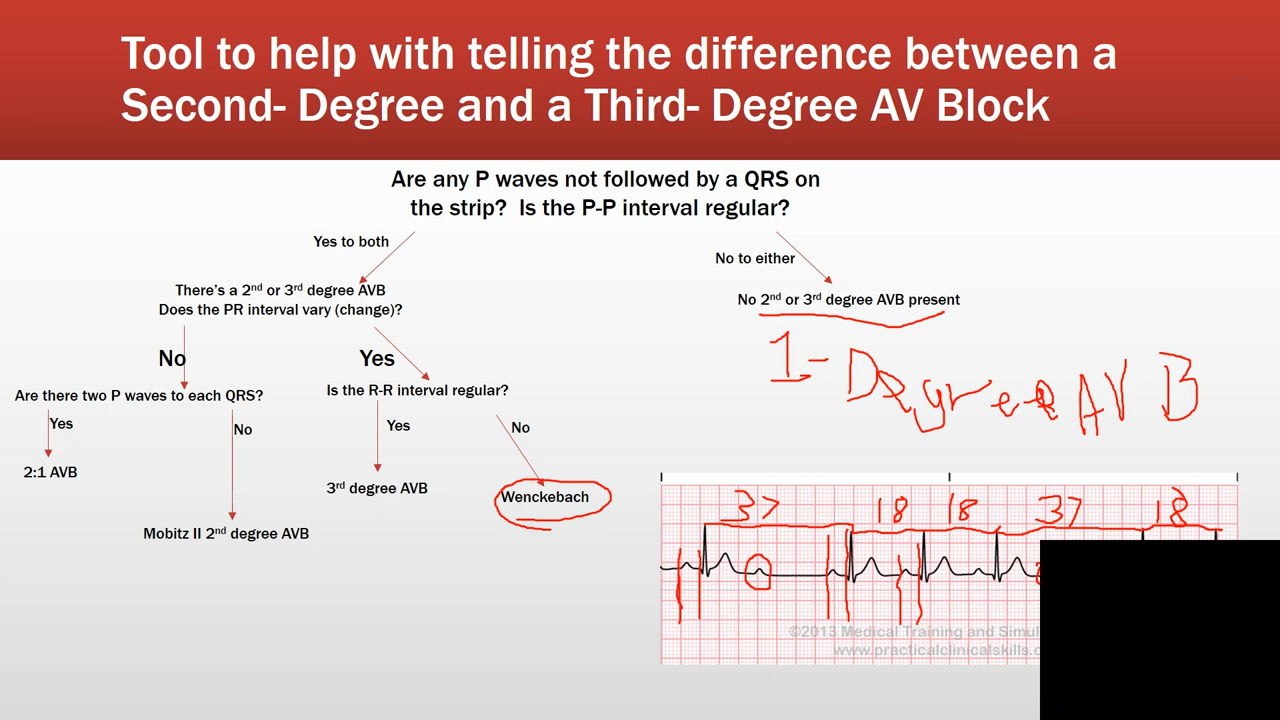 Tool to help with telling the difference between a
Second- Degree and a Third- Degree AV Block
Are any P waves not followed by a QRS on
the strip? Is the P-P interval regular?
Yes to both
No to either
There's a 2nd or 3rd degree AVB
Does the PR interval vary (change)?
No 2nd or 3rd degree AVB present
1- Degree AV B
No
Yes
Are there two P waves to each QRS?
Is the R-R interval regular?
Yes
No
Yes
No
2:1 AVB
3rd degree AVB
Wenckebach
Mobitz II 2nd degree AVB
37 18 18 37 18
©2013 Medical Training and
www.practicalclinicalskills.